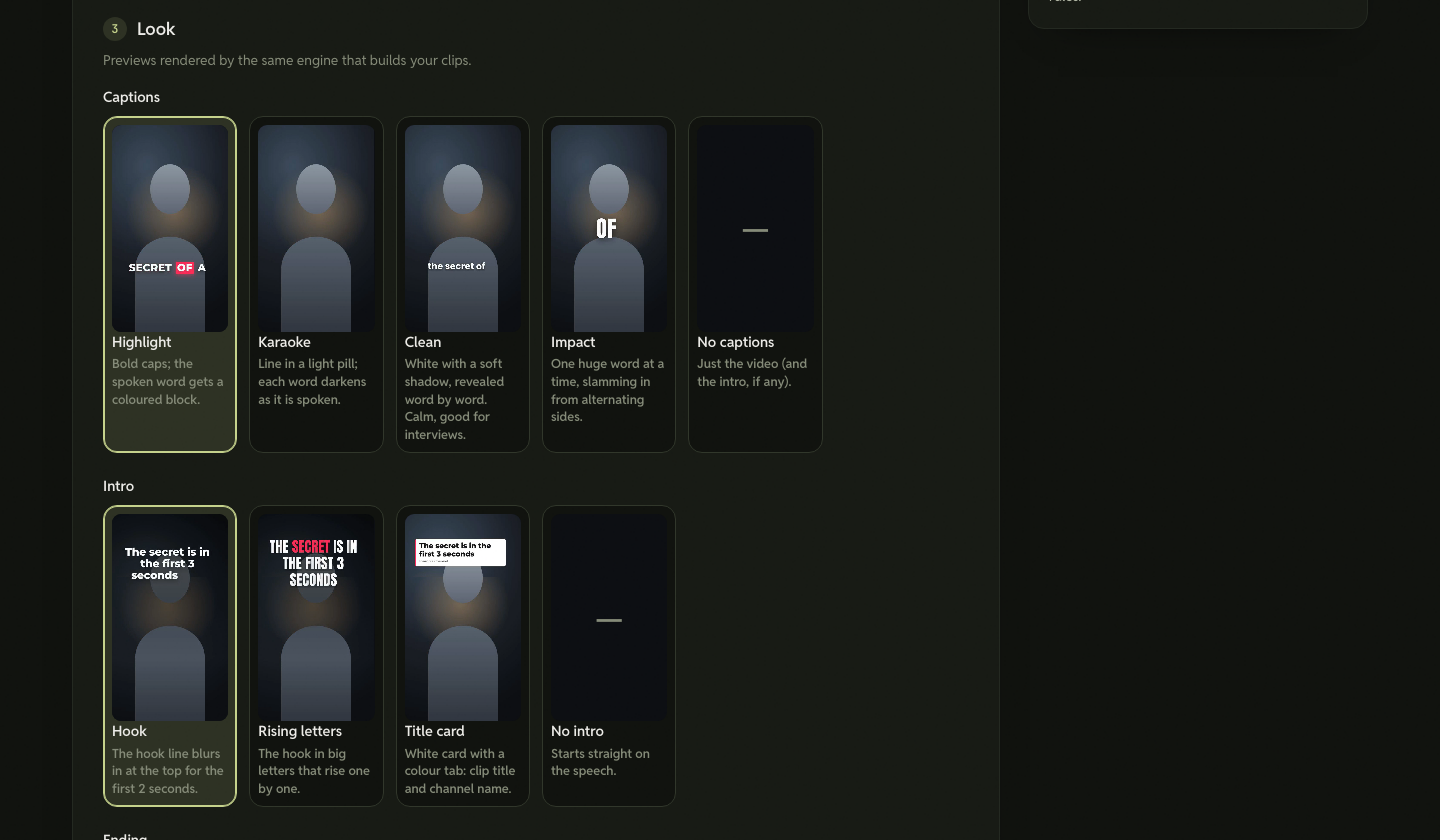 3 Look
Previews rendered by the same engine that builds your clips.
Captions
SECRET OF A
Highlight
Bold caps; the
spoken word gets a
coloured block.
Karaoke
Line in a light pill;
each word darkens
as it is spoken.
the secret of
Clean
White with a soft
shadow, revealed
word by word.
Calm, good for
interviews.
OF
Impact
One huge word at a
time, slamming in
from alternating
sides.
No captions
Just the video (and
the intro, if any).
Intro
The secret is in
the first 3
seconds
Hook
The hook line blurs
in at the top for the
first 2 seconds.
THE SECRET IS IN
THE FIRST 3
SECONDS
Rising letters
The hook in big
letters that rise one
by one.
The secret is in the
first 3 seconds
Title card
White card with a
colour tab: clip title
and channel name.
No intro
Starts straight on
the speech.